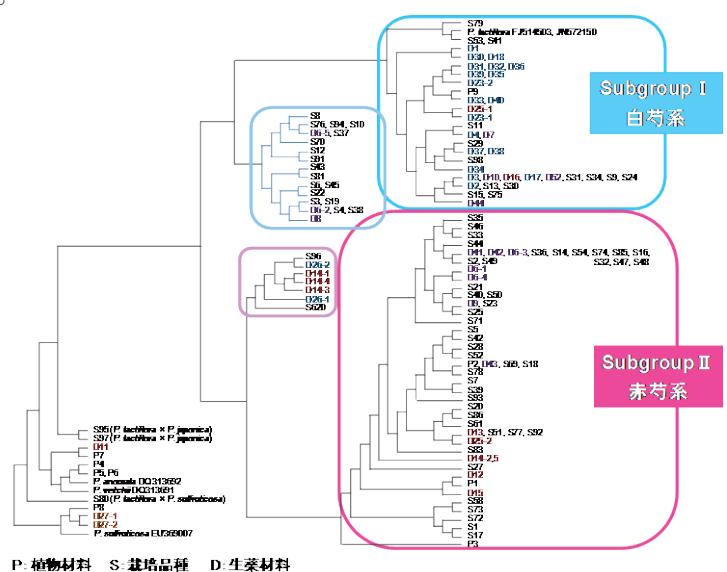 S79
P. lactiflora FJ514503, JN572150
S53, S41
D1
D30, D18
D31, D32, D36
D39, D35
D23-2
P9
D33, D40
D25-1
D23-1
S11
D4, D7
S29
D37, D38
S98
D34
D3, D10, D16, D17, D52, S31, S34, S9, S24
D2, S13, S30
S15, S75
D44
Subgroup I
白芍系
S8
S76, S94, S10
D6-5, S37
S70
S12
S91
S43
S81
S6, S45
S22
S3, S19
D6-2, S4, S38
D8
S96
D26-2
D14-1
D14-4
D14-3
D26-1
S620
S35
S46
S33
S44
D41, D42, D6-3, S36, S14, S54, S74, S85, S16,
S2, S49 S32, S47, S48
D6-1
D6-4
S21
S40, S50
D9, S23
S25
S71
S5
S42
S28
S52
P2, D43, S69, S18
S78
S7
S39
S93
S20
S86
S61
D13, S51, S77, S92
D25-2
S83
D14-2,5
S27
D12
P1
D15
S58
S73
S72
S1
S17
P3
Subgroup II
赤芍系
S95 (P. lactiflora × P. japonica)
S97 (P. lactiflora × P. japonica)
D11
P7
P4
P5, P6
P. anomala DQ313692
P. veitchii DQ313691
S80 (P. lactiflora × P. suffruticosa)
P8
D27-1
D27-2
P. suffruticosa EU369007
P: 植物材料 S: 栽培品種 D: 生薬材料